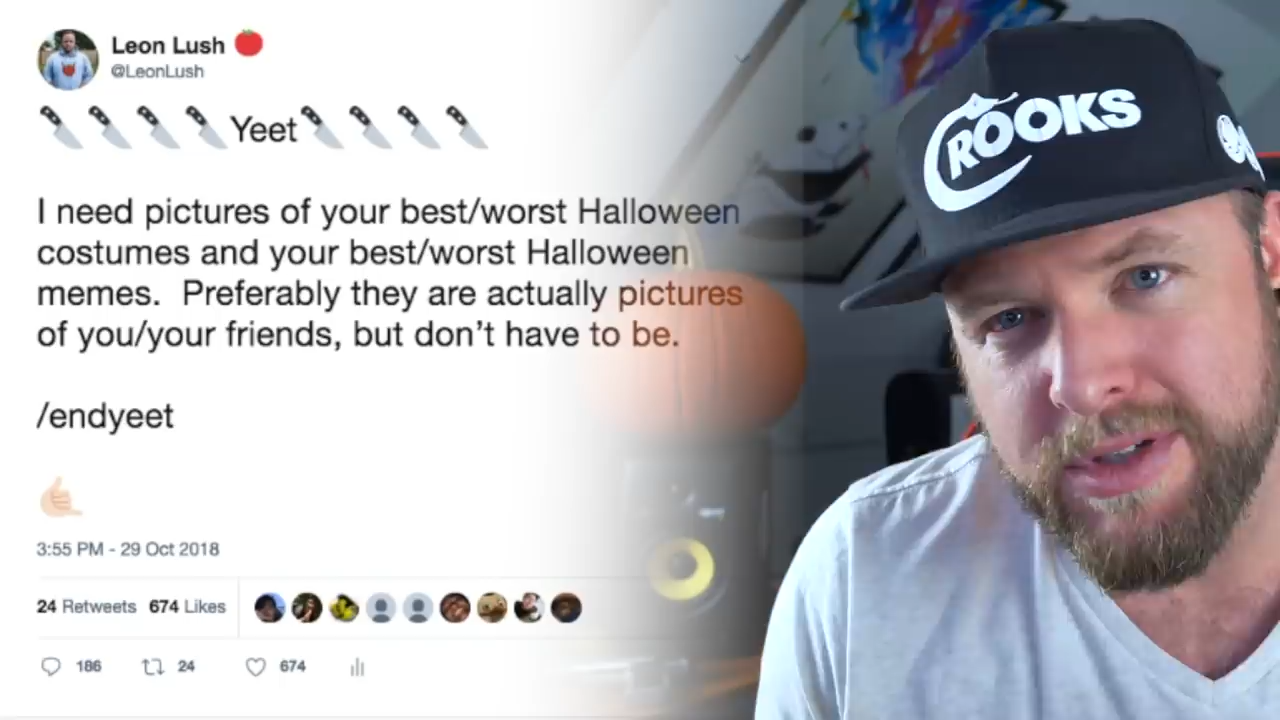 Leon Lush 🍅
@LeonLush
🔪🔪🔪🔪Yeet🔪🔪🔪🔪
I need pictures of your best/worst Halloween
costumes and your best/worst Halloween
memes.  Preferably they are actually pictures
of you/your friends, but don't have to be.
/endyeet
🤙🏻
3:55 PM - 29 Oct 2018
24 Retweets 674 Likes
186 24 674
CROOKS